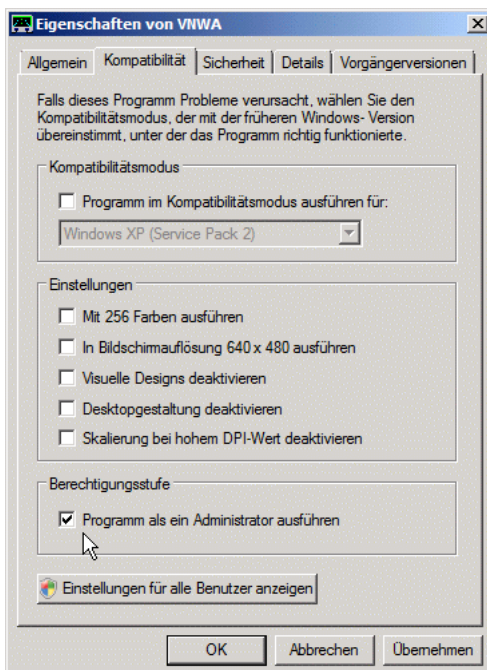 Eigenschaften von VNWA
Allgemein Kompatibilität Sicherheit Details Vorgängerversionen
Falls dieses Programm Probleme verursacht, wählen Sie den
Kompatibilitätsmodus, der mit der früheren Windows- Version
übereinstimmt, unter der das Programm richtig funktionierte.
Kompatibilitätsmodus
Programm im Kompatibilitätsmodus ausführen für:
Windows XP (Service Pack 2)
Einstellungen
Mit 256 Farben ausführen
In Bildschirmauflösung 640 x 480 ausführen
Visuelle Designs deaktivieren
Desktopgestaltung deaktivieren
Skalierung bei hohem DPI-Wert deaktivieren
Berechtigungsstufe
Programm als ein Administrator ausführen
Einstellungen für alle Benutzer anzeigen
OK Abbrechen Übernehmen